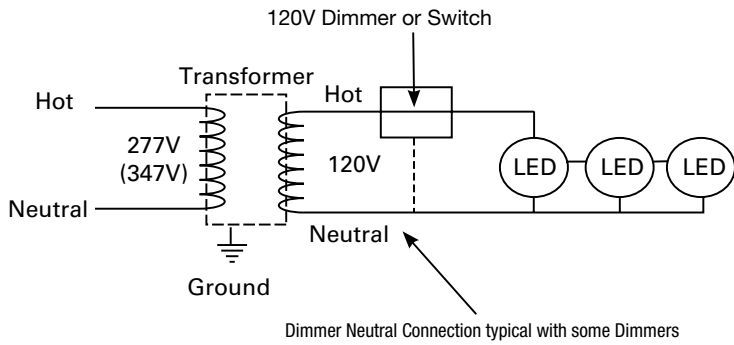 120V Dimmer or Switch
Transformer
Hot
Hot
277V
(347V)
120V
LED
LED
LED
Neutral
Neutral
Ground
Dimmer Neutral Connection typical with some Dimmers